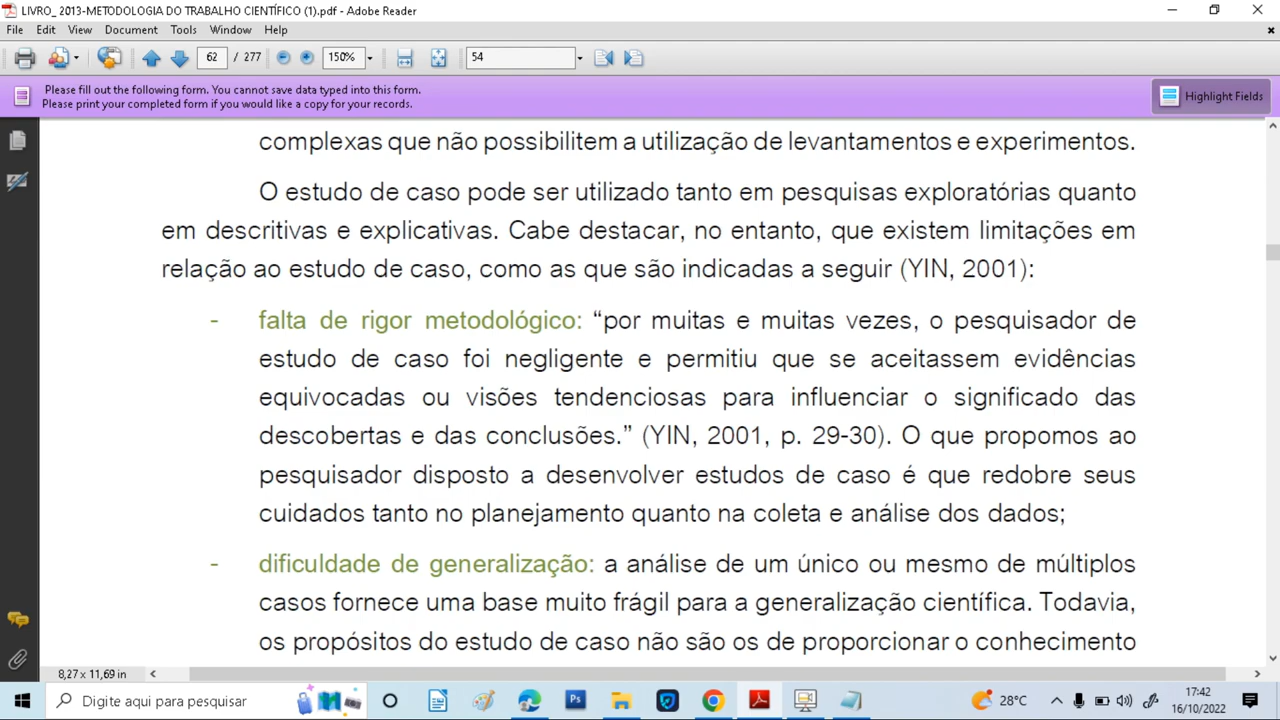 LIVRO_ 2013-METODOLOGIA DO TRABALHO CIENTÍFICO (1).pdf - Adobe Reader
File Edit View Document Tools Window Help
62 / 277 150% 54
Please fill out the following form. You cannot save data typed into this form.
Please print your completed form if you would like a copy for your records.
Highlight Fields
complexas que não possibilitem a utilização de levantamentos e experimentos.
O estudo de caso pode ser utilizado tanto em pesquisas exploratórias quanto
em descritivas e explicativas. Cabe destacar, no entanto, que existem limitações em
relação ao estudo de caso, como as que são indicadas a seguir (YIN, 2001):
- falta de rigor metodológico: “por muitas e muitas vezes, o pesquisador de
estudo de caso foi negligente e permitiu que se aceitassem evidências
equivocadas ou visões tendenciosas para influenciar o significado das
descobertas e das conclusões.” (YIN, 2001, p. 29-30). O que propomos ao
pesquisador disposto a desenvolver estudos de caso é que redobre seus
cuidados tanto no planejamento quanto na coleta e análise dos dados;
- dificuldade de generalização: a análise de um único ou mesmo de múltiplos
casos fornece uma base muito frágil para a generalização científica. Todavia,
os propósitos do estudo de caso não são os de proporcionar o conhecimento
8,27 x 11,69 in
Digite aqui para pesquisar
Ps
28°C
17:42
16/10/2022